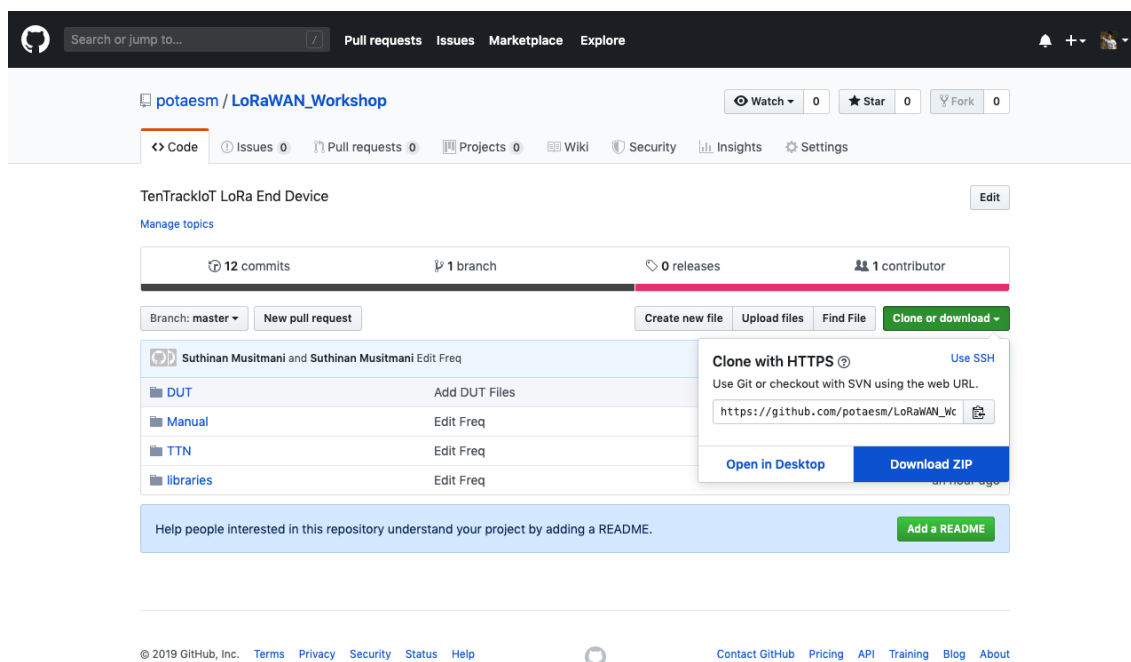 Search or jump to... / Pull requests Issues Marketplace Explore
potaesm / LoRaWAN_Workshop Watch 0 Star 0 Fork 0
Code Issues 0 Pull requests 0 Projects 0 Wiki Security Insights Settings
TenTrackIoT LoRa End Device Edit
Manage topics
12 commits 1 branch 0 releases 1 contributor
Branch: master New pull request Create new file Upload files Find File Clone or download
Suthinan Musitmani and Suthinan Musitmani Edit Freq
Clone with HTTPS Use SSH
Use Git or checkout with SVN using the web URL.
https://github.com/potaesm/LoRaWAN_Wc
Open in Desktop Download ZIP
DUT Add DUT Files
Manual Edit Freq
TTN Edit Freq
libraries Edit Freq an hour ago
Help people interested in this repository understand your project by adding a README. Add a README
© 2019 GitHub, Inc. Terms Privacy Security Status Help Contact GitHub Pricing API Training Blog About